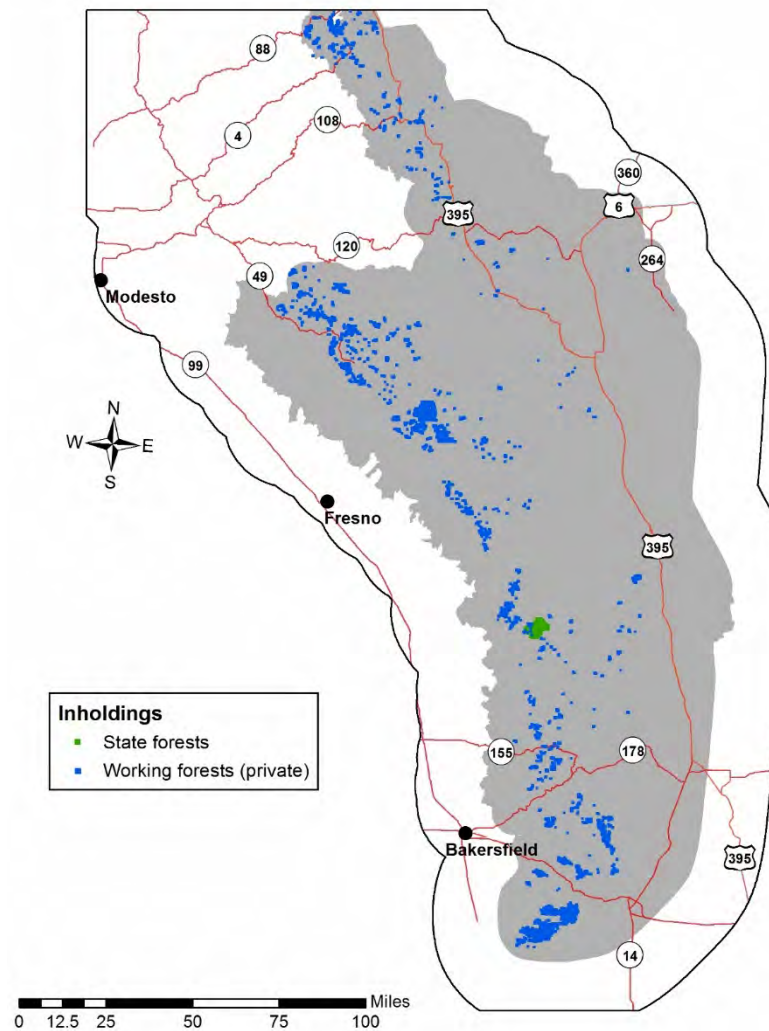 88
4
108
360
6
395
120
264
49
Modesto
99
N
W E
S
Fresno
395
Inholdings
State forests
Working forests (private)
155
178
Bakersfield
395
14
Miles
0 12.5 25 50 75 100